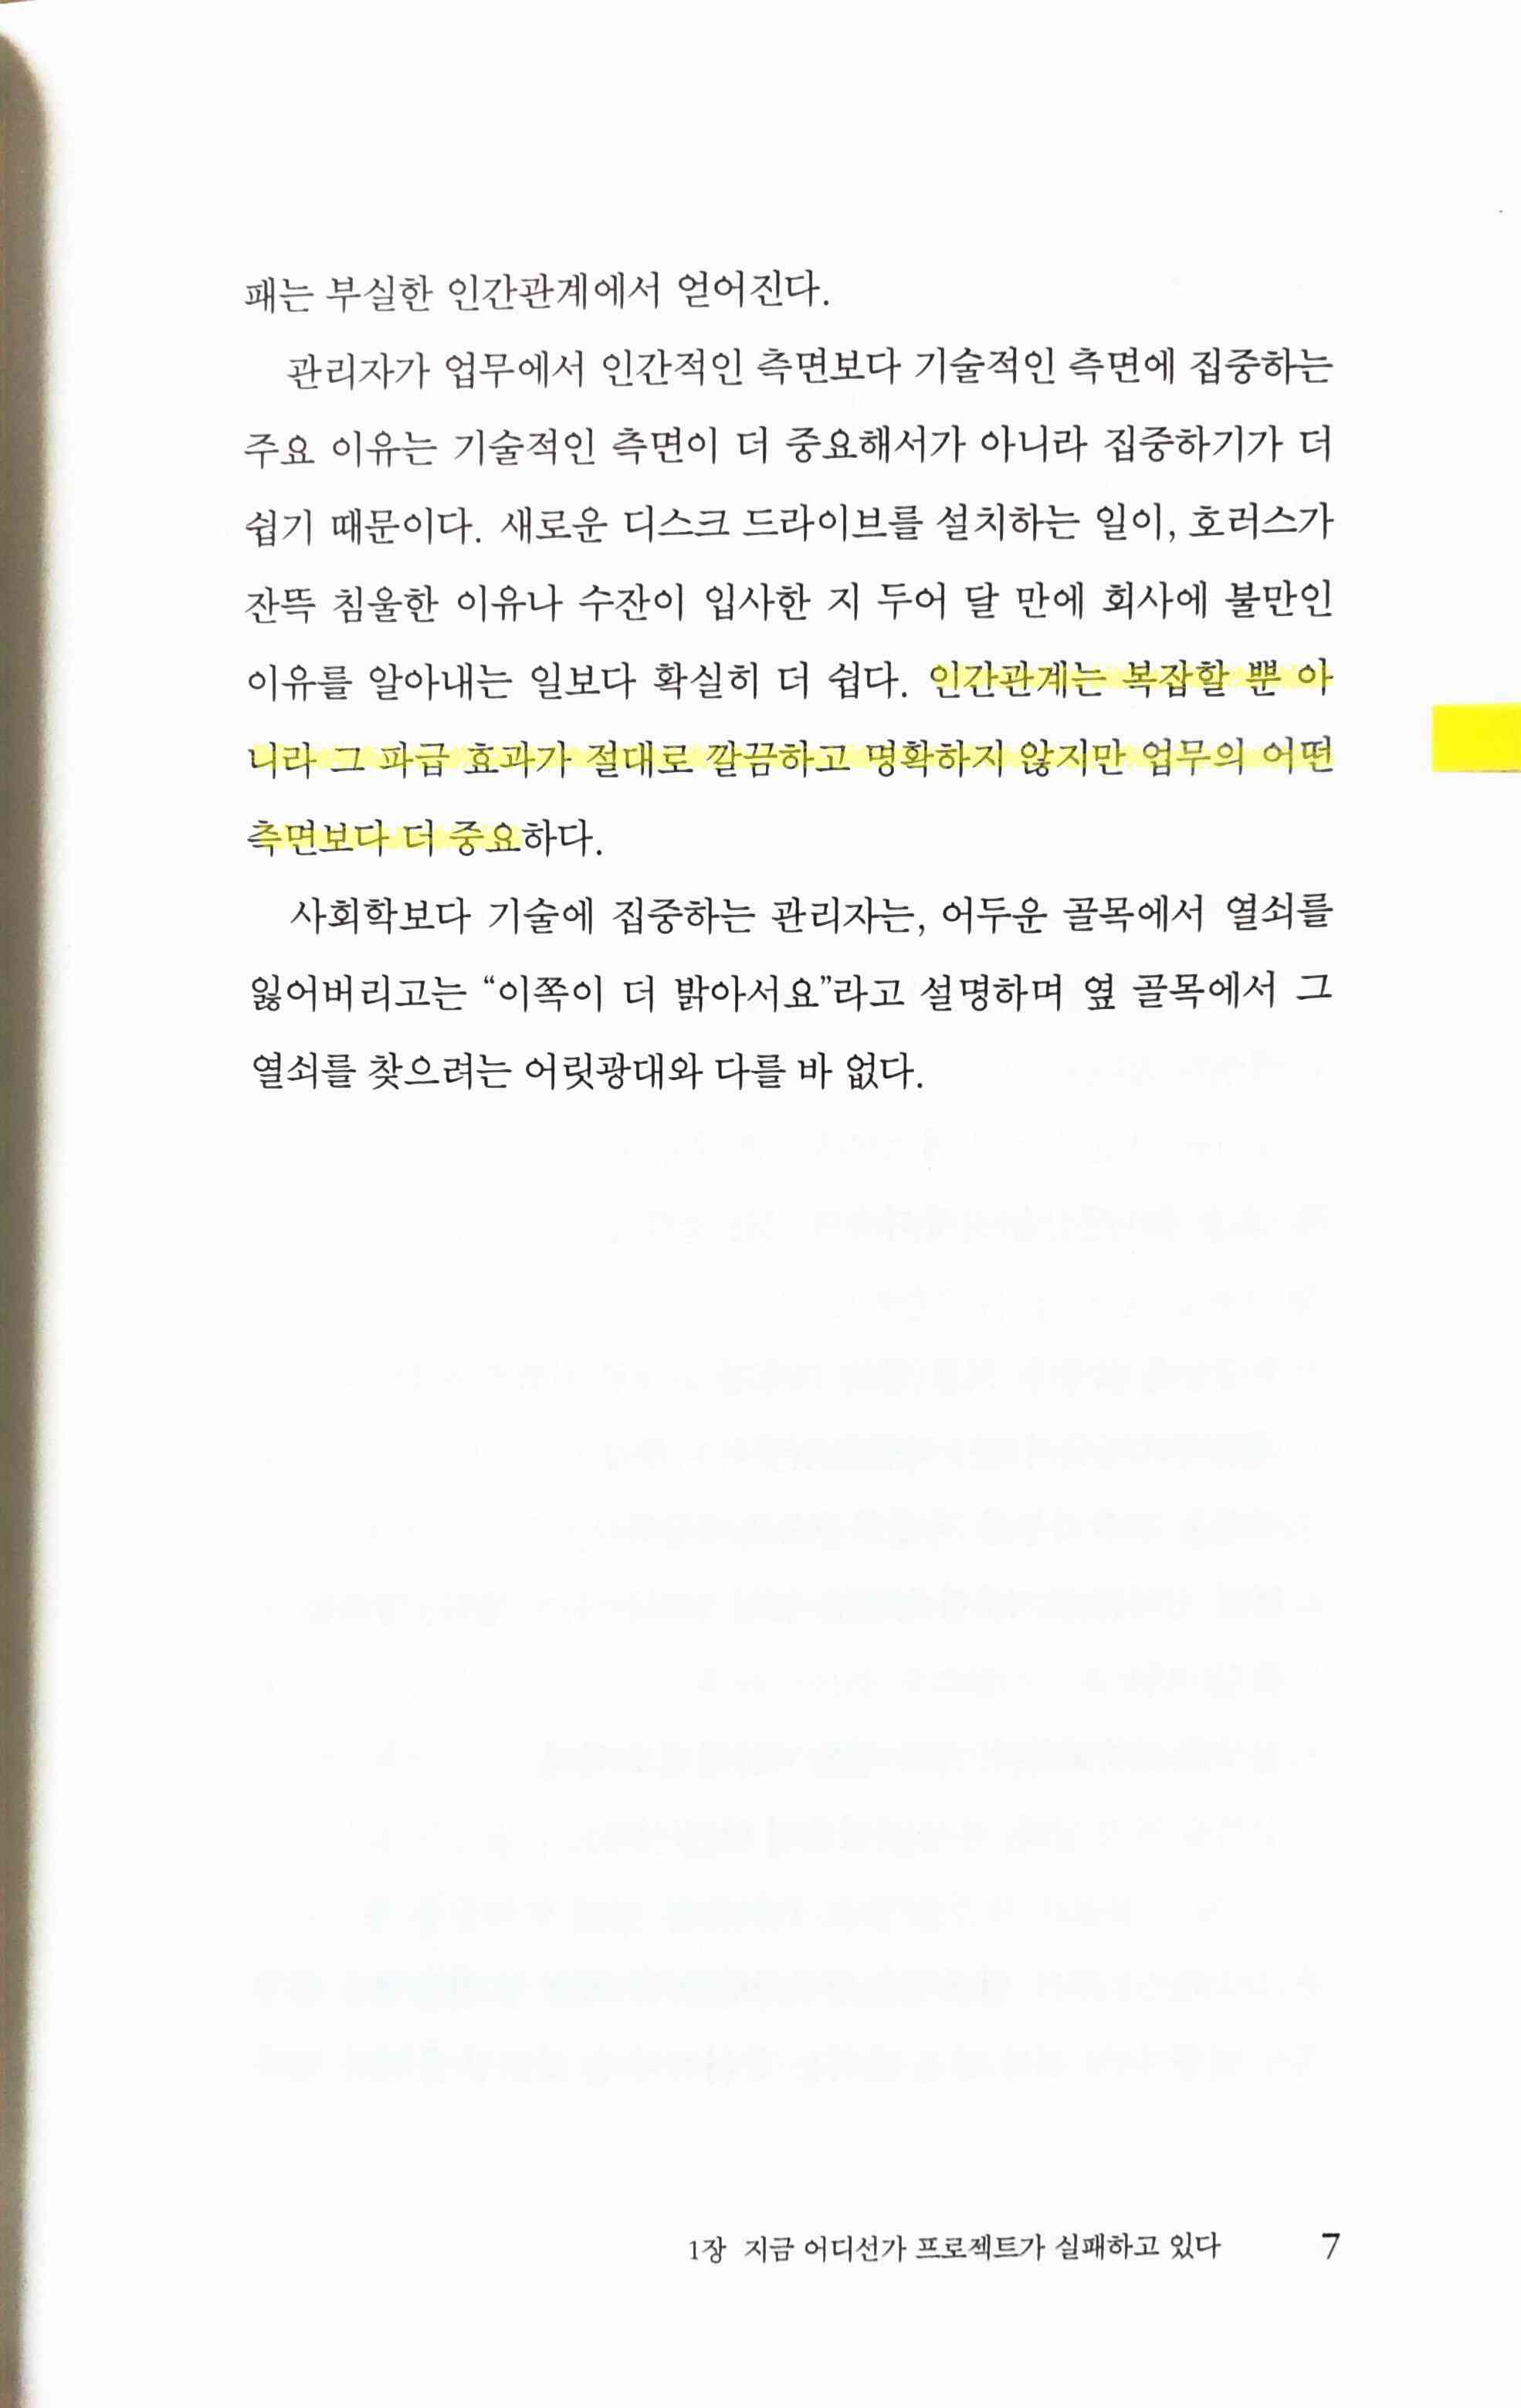 패는 부실한 인간관계에서 얻어진다.
관리자가 업무에서 인간적인 측면보다 기술적인 측면에 집중하는
주요 이유는 기술적인 측면이 더 중요해서가 아니라 집중하기가 더
쉽기 때문이다. 새로운 디스크 드라이브를 설치하는 일이, 호러스가
잔뜩 침울한 이유나 수잔이 입사한 지 두어 달 만에 회사에 불만인
이유를 알아내는 일보다 확실히 더 쉽다. 인간관계는 복잡할 뿐 아
니라 그 파급 효과가 절대로 깔끔하고 명확하지 않지만 업무의 어떤
측면보다 더 중요하다.
사회학보다 기술에 집중하는 관리자는, 어두운 골목에서 열쇠를
잃어버리고는 “이쪽이 더 밝아서요”라고 설명하며 옆 골목에서 그
열쇠를 찾으려는 어릿광대와 다를 바 없다.
1장 지금 어디선가 프로젝트가 실패하고 있다 7